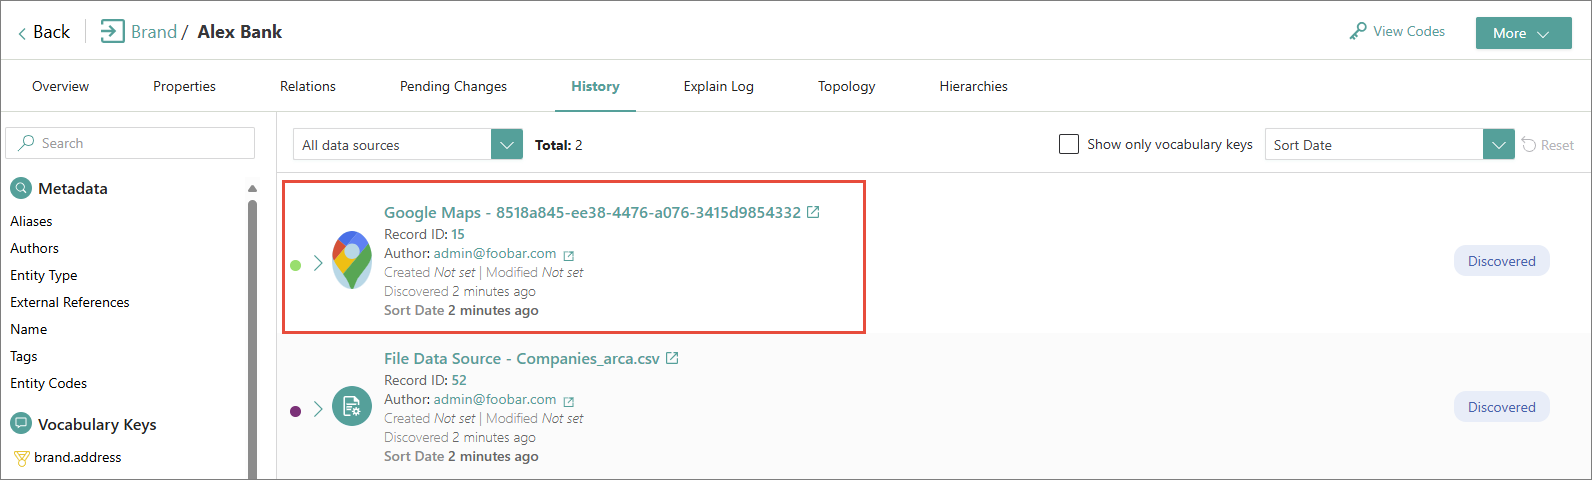 Back Brand / Alex Bank View Codes More
Overview Properties Relations Pending Changes History Explain Log Topology Hierarchies
Search
All data sources Total: 2 Show only vocabulary keys Sort Date Reset
Metadata
Aliases
Authors
Entity Type
External References
Name
Tags
Entity Codes
Vocabulary Keys
brand.address
Google Maps - 8518a845-ee38-4476-a076-3415d9854332
Record ID: 15
Author: admin@foobar.com
Created Not set | Modified Not set
Discovered 2 minutes ago
Sort Date 2 minutes ago
Discovered
File Data Source - Companies_arca.csv
Record ID: 52
Author: admin@foobar.com
Created Not set | Modified Not set
Discovered 2 minutes ago
Sort Date 2 minutes ago
Discovered